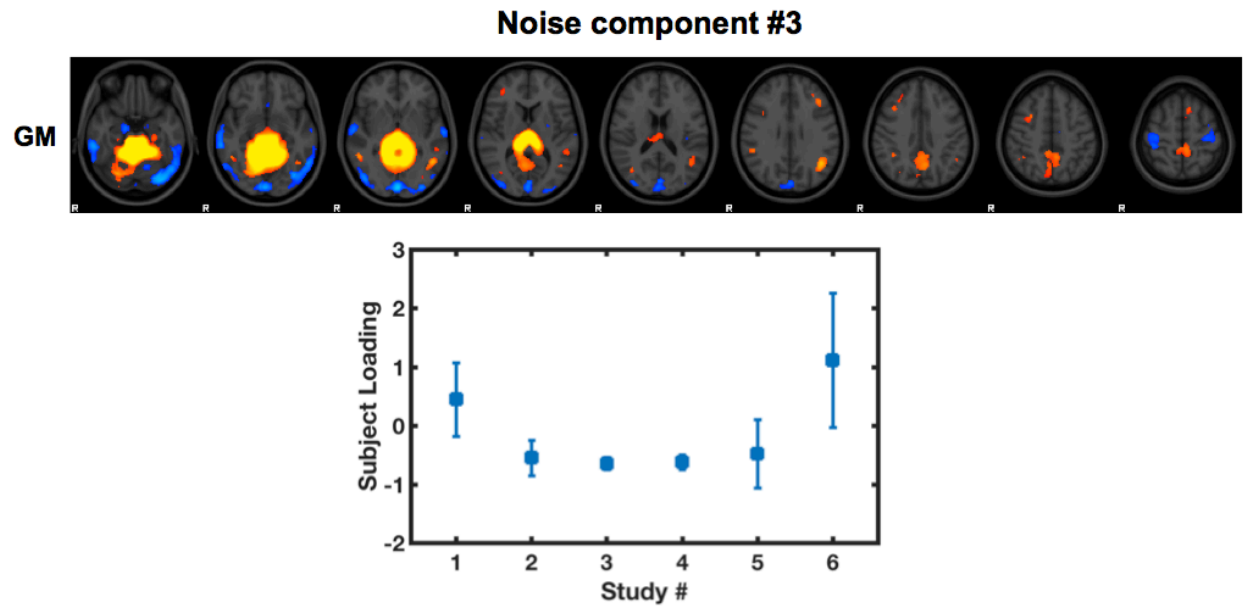 Noise component #3
GM
R R R R R R R R R
3
2
1
0
-1
-2
Subject Loading
1 2 3 4 5 6
Study #